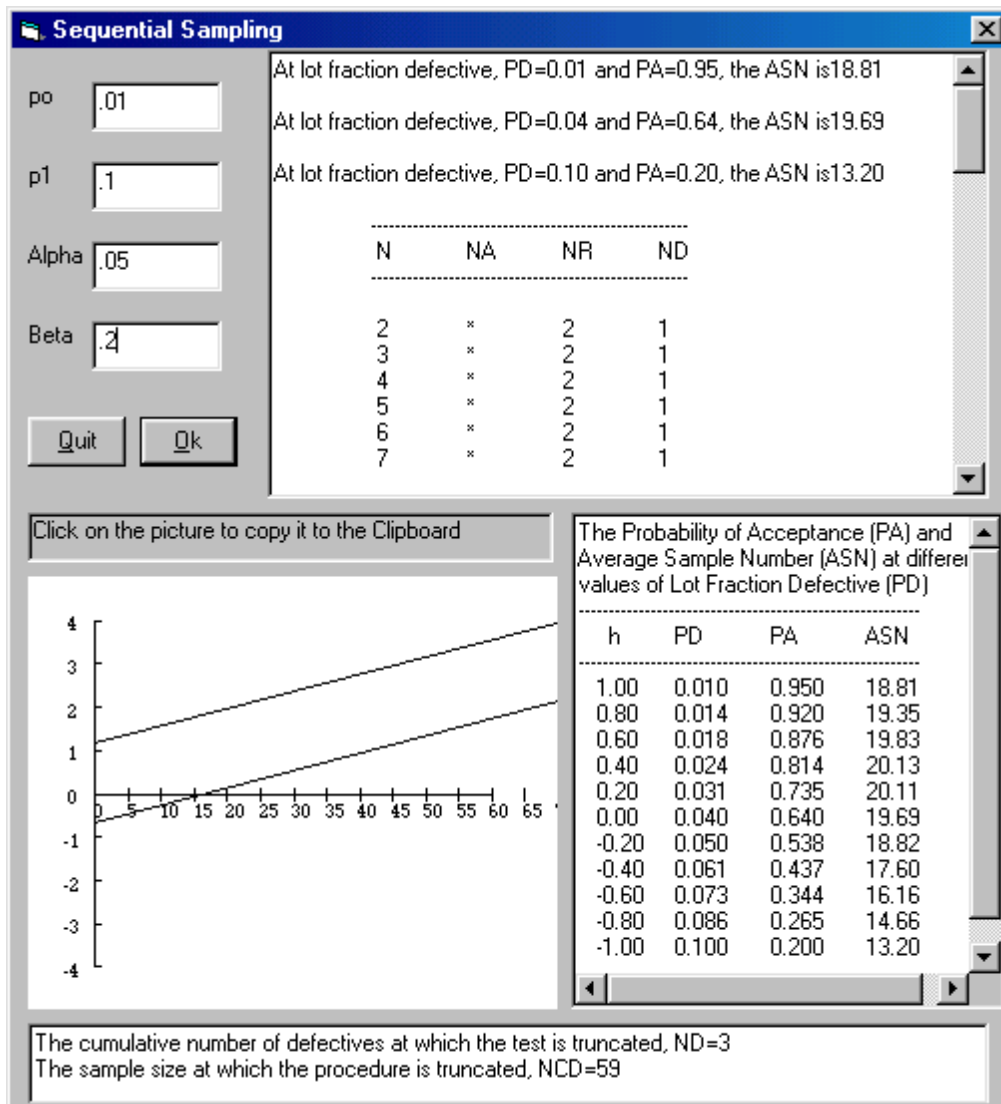 Sequential Sampling
po .01
p1 .1
Alpha .05
Beta .2
Quit Ok
At lot fraction defective, PD=0.01 and PA=0.95, the ASN is18.81
At lot fraction defective, PD=0.04 and PA=0.64, the ASN is19.69
At lot fraction defective, PD=0.10 and PA=0.20, the ASN is13.20
N NA NR ND
2 * 2 1
3 * 2 1
4 * 2 1
5 * 2 1
6 * 2 1
7 * 2 1
Click on the picture to copy it to the Clipboard
4
3
2
1
0
-1
-2
-3
-4
0 5 10 15 20 25 30 35 40 45 50 55 60 65
The Probability of Acceptance (PA) and
Average Sample Number (ASN) at differen
values of Lot Fraction Defective (PD)
h PD PA ASN
1.00 0.010 0.950 18.81
0.80 0.014 0.920 19.35
0.60 0.018 0.876 19.83
0.40 0.024 0.814 20.13
0.20 0.031 0.735 20.11
0.00 0.040 0.640 19.69
-0.20 0.050 0.538 18.82
-0.40 0.061 0.437 17.60
-0.60 0.073 0.344 16.16
-0.80 0.086 0.265 14.66
-1.00 0.100 0.200 13.20
The cumulative number of defectives at which the test is truncated, ND=3
The sample size at which the procedure is truncated, NCD=59